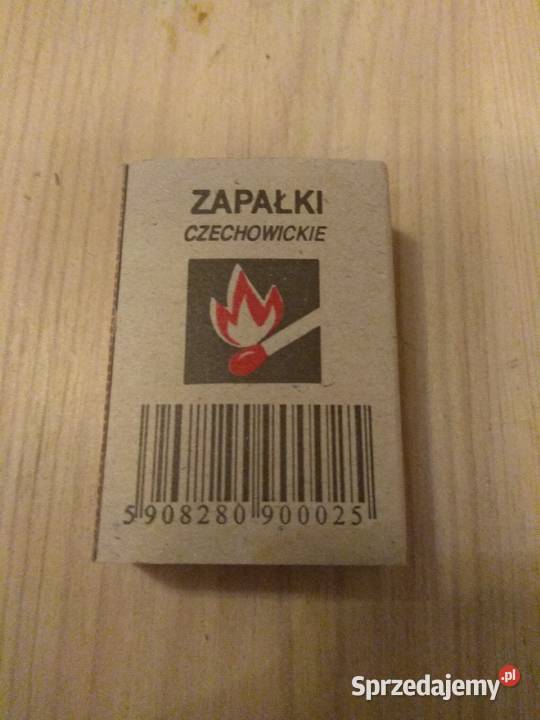 ZAPAŁKI
CZECHOWICKIE
5 908280 900025
Sprzedajemy.pl